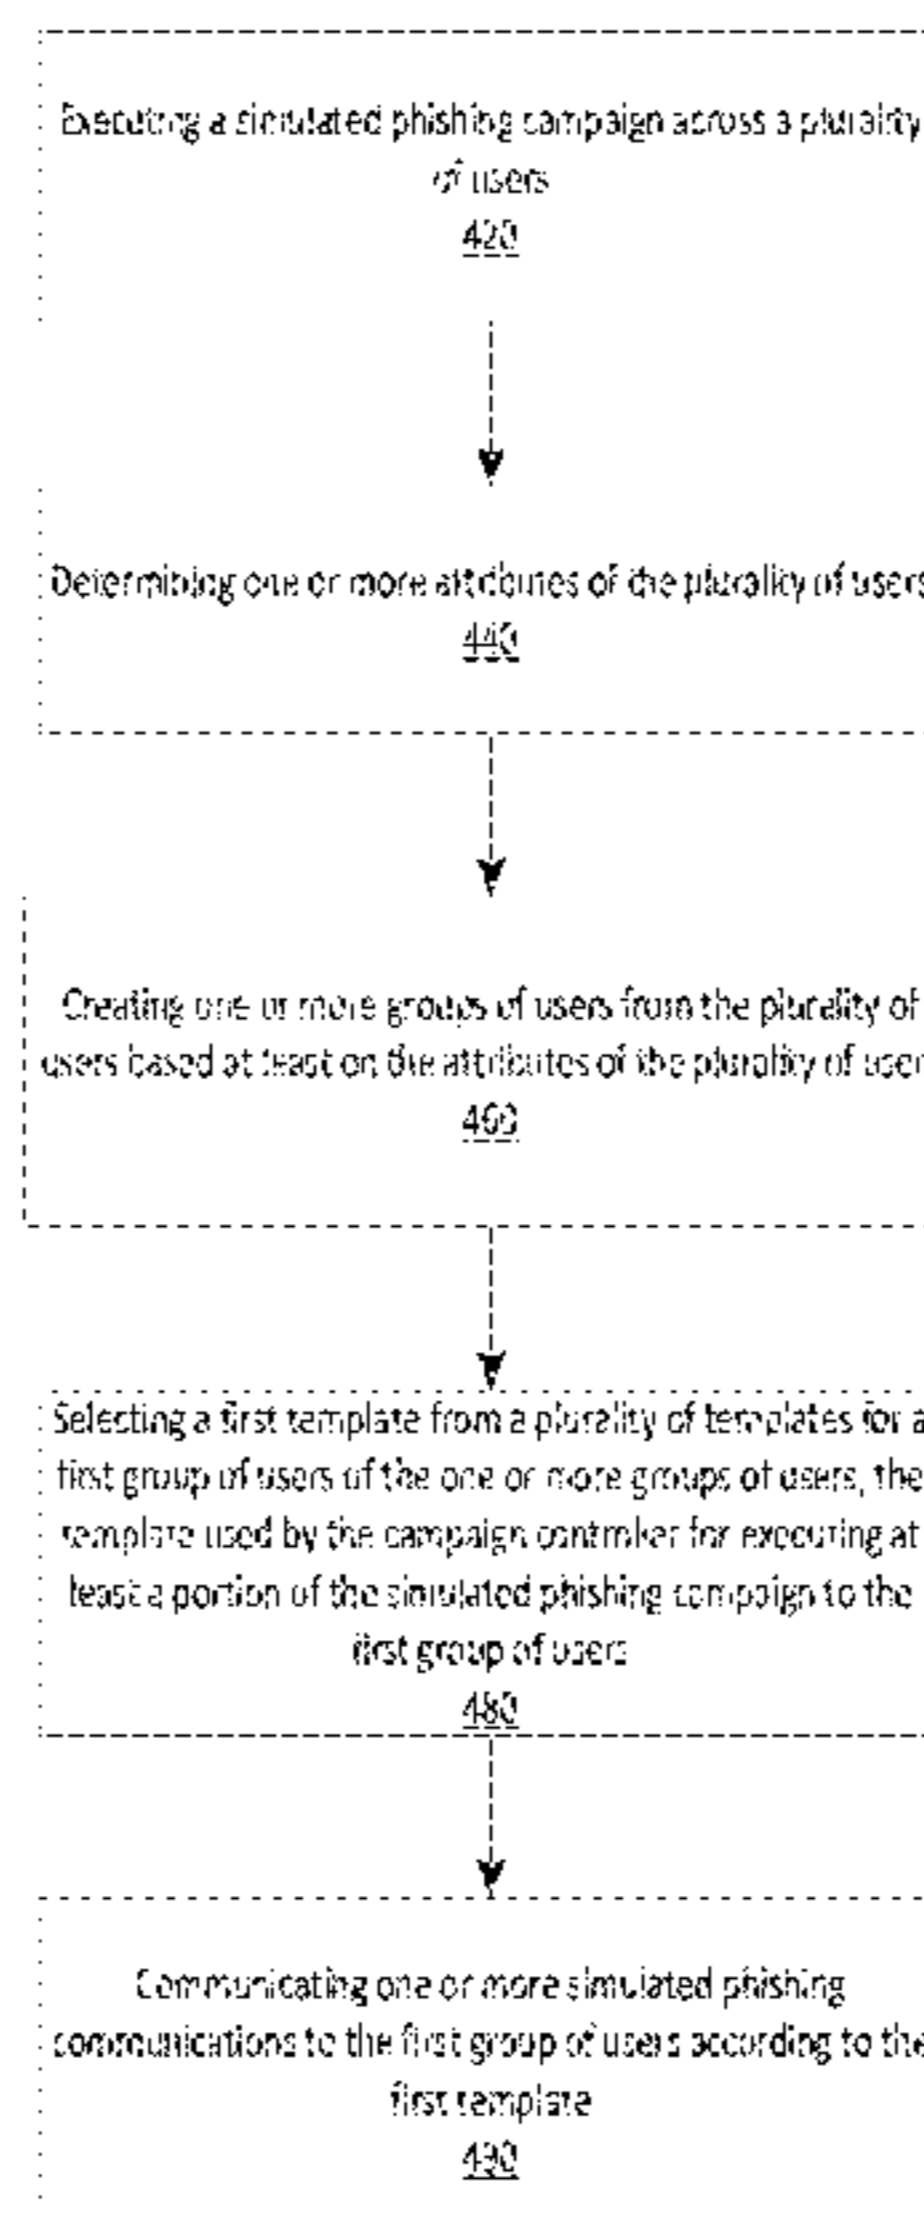 Executing a simulated phishing campaign across a plurality
of users
420
Determining one or more attributes of the plurality of users
440
Creating one or more groups of users from the plurality of
users based at least on the attributes of the plurality of user
460
Selecting a first template from a plurality of templates for a
first group of users of the one or more groups of users, the
template used by the campaign controller for executing at
least a portion of the simulated phishing campaign to the
first group of users
480
Communicating one or more simulated phishing
communications to the first group of users according to the
first template
490